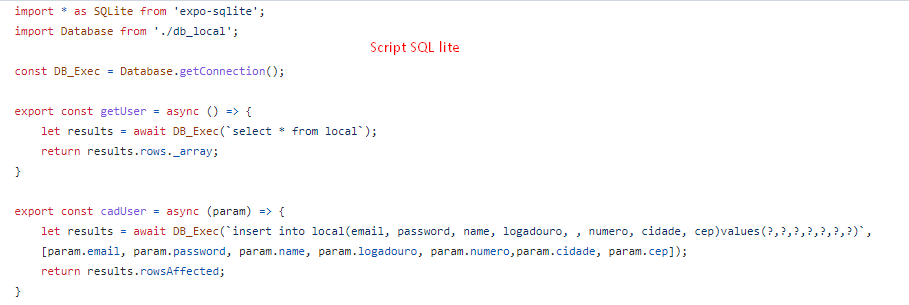 import * as SQLite from 'expo-sqlite';
import Database from './db_local';
Script SQL lite
const DB_Exec = Database.getConnection();
export const getUser = async () => {
let results = await DB_Exec(`select * from local`);
return results.rows._array;
}
export const cadUser = async (param) => {
let results = await DB_Exec(`insert into local(email, password, name, logadouro, , numero, cidade, cep)values(?,?,?,?,?,?,?)`,
[param.email, param.password, param.name, param.logadouro, param.numero,param.cidade, param.cep]);
return results.rowsAffected;
}